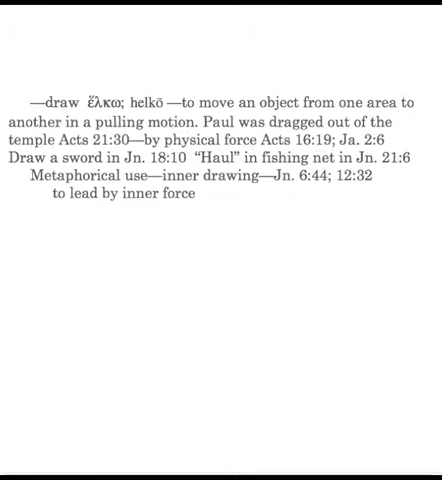 —draw ἕλκω; helkō —to move an object from one area to
another in a pulling motion. Paul was dragged out of the
temple Acts 21:30—by physical force Acts 16:19; Ja. 2:6
Draw a sword in Jn. 18:10 “Haul” in fishing net in Jn. 21:6
Metaphorical use—inner drawing—Jn. 6:44; 12:32
to lead by inner force